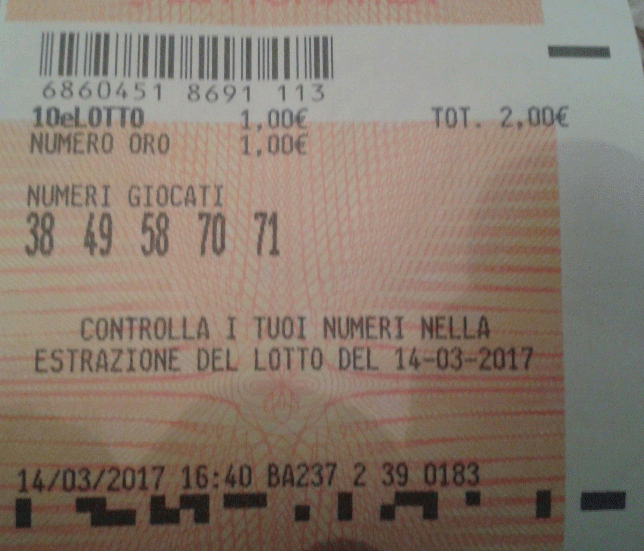 6860451 8691 113
10eLOTTO 1,00€ TOT. 2,00€
NUMERO ORO 1,00€
NUMERI GIOCATI
38 49 58 70 71
CONTROLLA I TUOI NUMERI NELLA
ESTRAZIONE DEL LOTTO DEL 14-03-2017
14/03/2017 16:40 BA237 2 39 0183